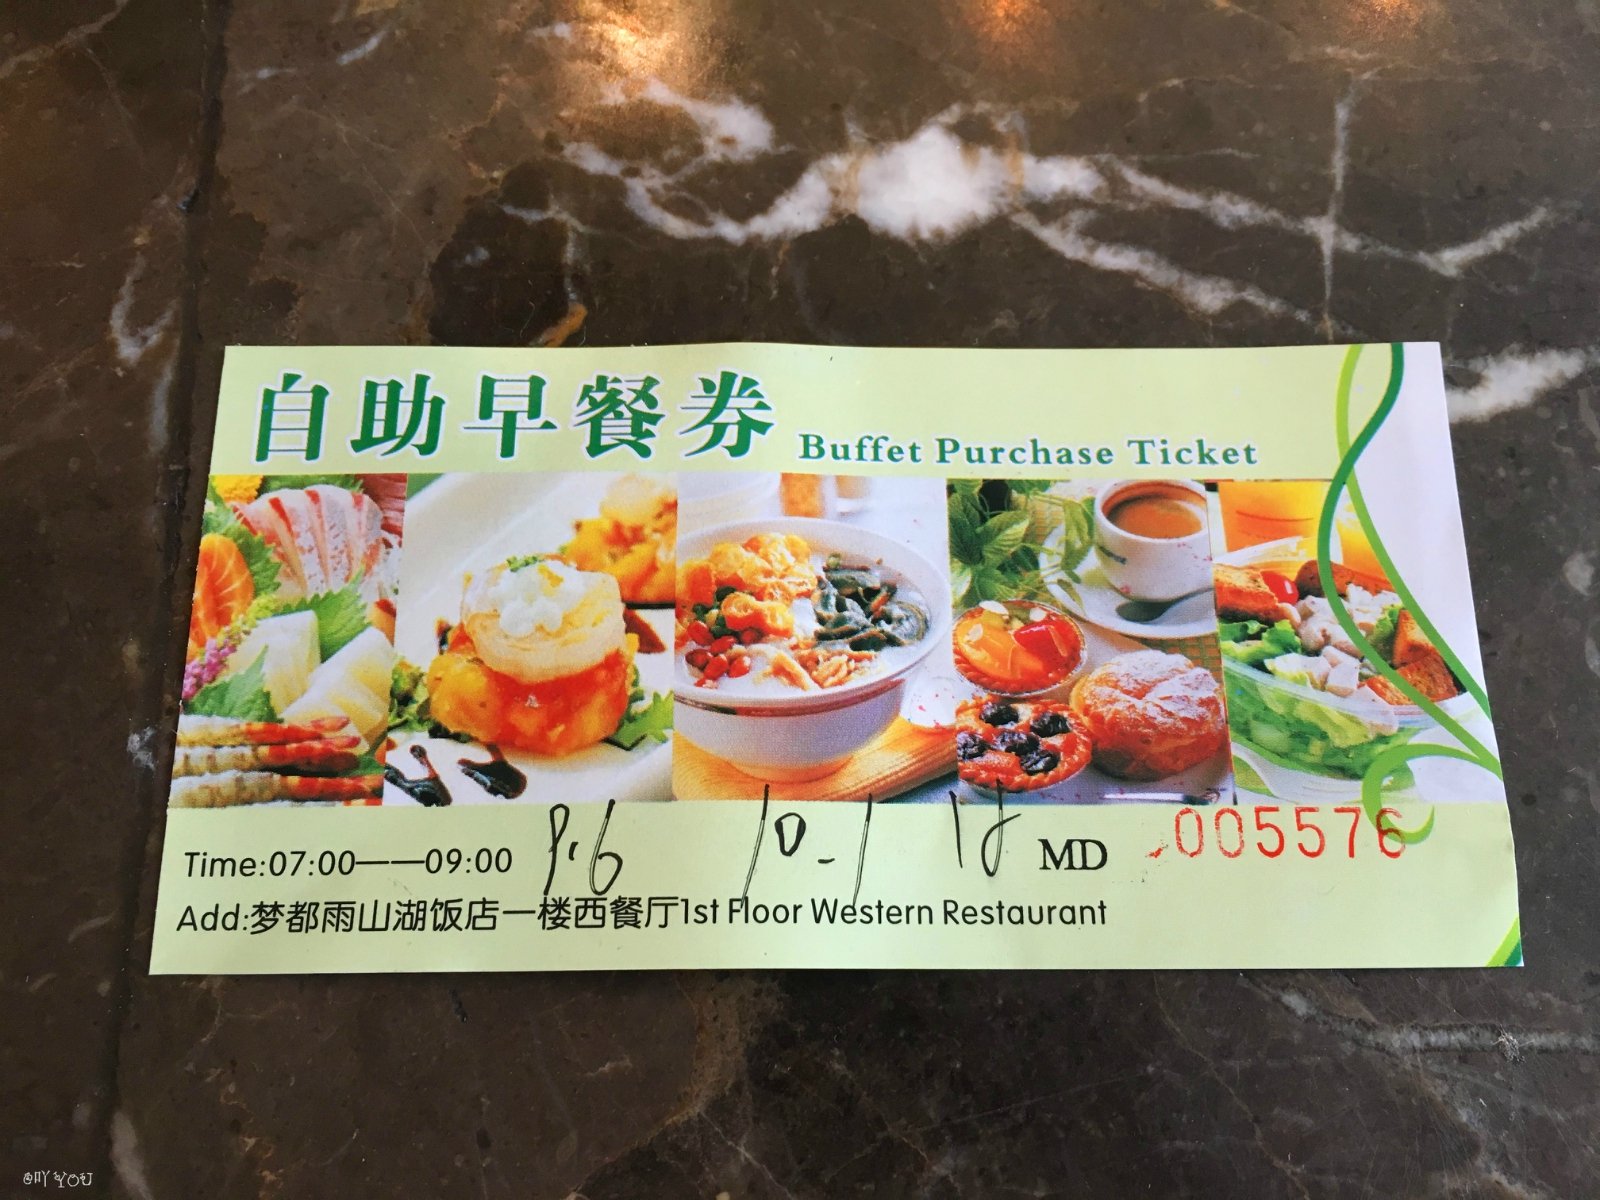 自助早餐券 Buffet Purchase Ticket
Time:07:00——09:00 9.6 10-1 18 MD 005576
Add:梦都雨山湖饭店一楼西餐厅1st Floor Western Restaurant